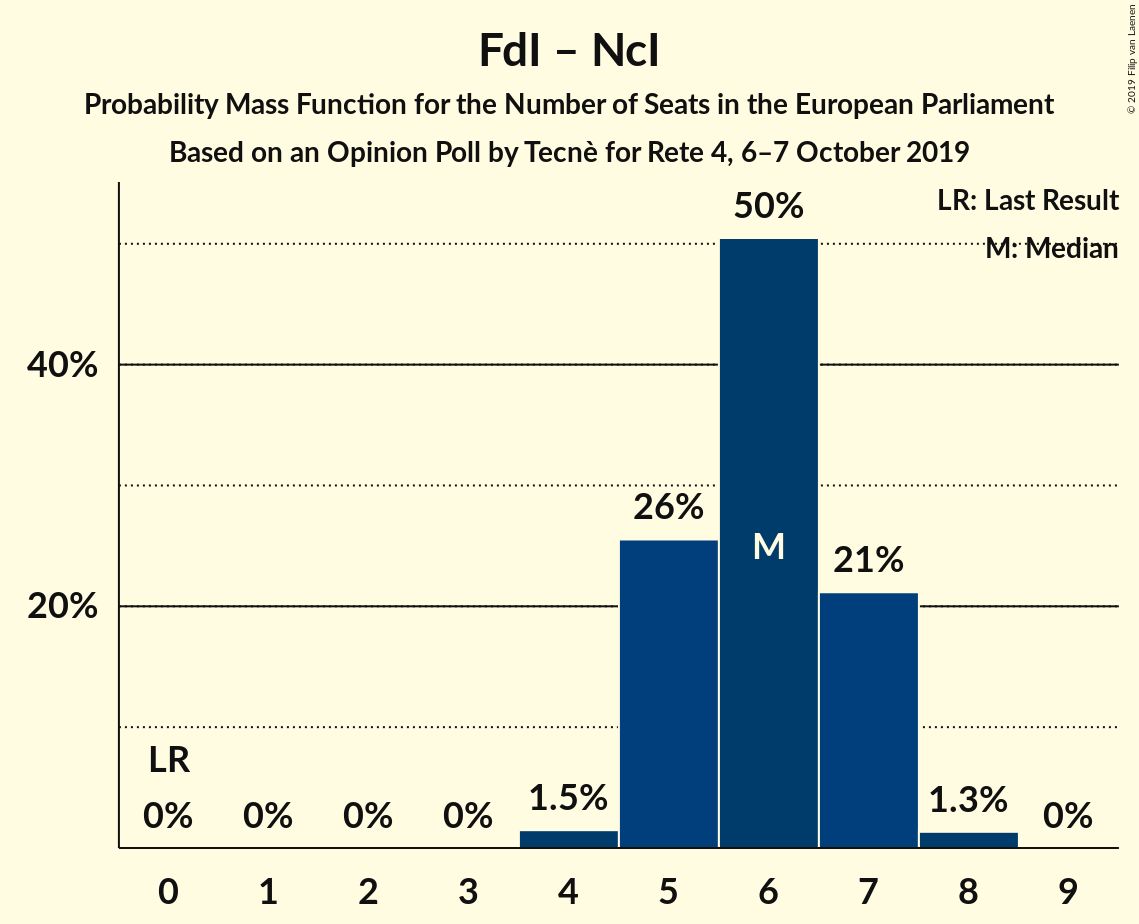 FdI – NcI
Probability Mass Function for the Number of Seats in the European Parliament
Based on an Opinion Poll by Tecnè for Rete 4, 6–7 October 2019
© 2019 Filip van Laenen
LR: Last Result
M: Median
50%
40%
26%
M
21%
20%
LR
0%
0%
0%
0%
1.5%
1.3%
0%
0 1 2 3 4 5 6 7 8 9